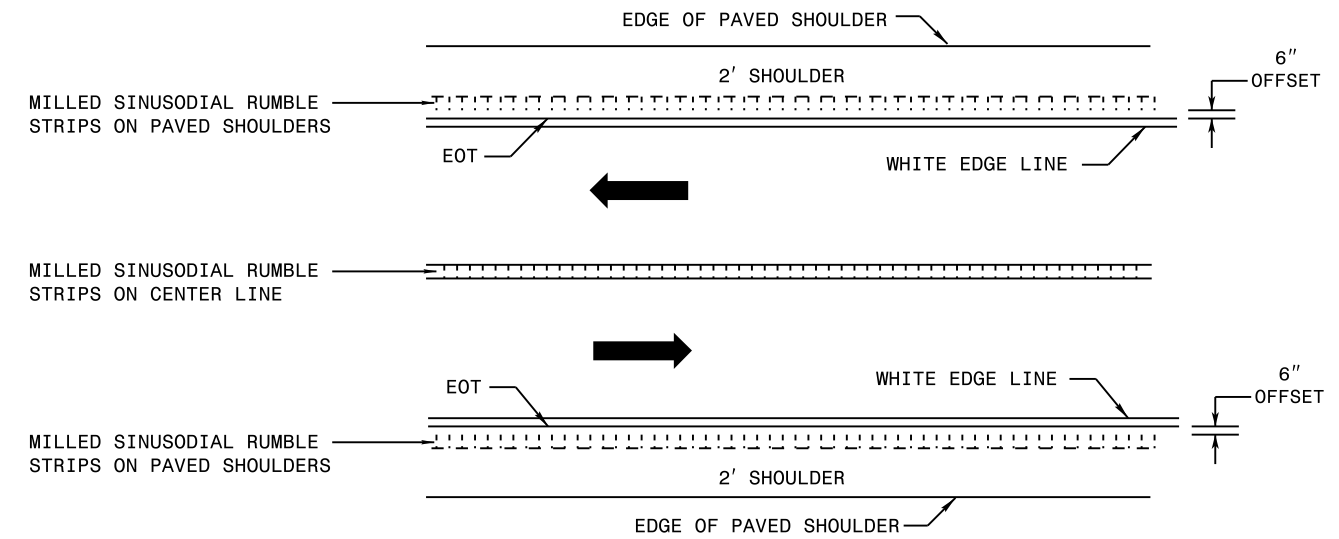 EDGE OF PAVED SHOULDER
6"
OFFSET
2' SHOULDER
MILLED SINUSODIAL RUMBLE
STRIPS ON PAVED SHOULDERS
EOT
WHITE EDGE LINE
MILLED SINUSODIAL RUMBLE
STRIPS ON CENTER LINE
WHITE EDGE LINE
EOT
6"
OFFSET
MILLED SINUSODIAL RUMBLE
STRIPS ON PAVED SHOULDERS
2' SHOULDER
EDGE OF PAVED SHOULDER